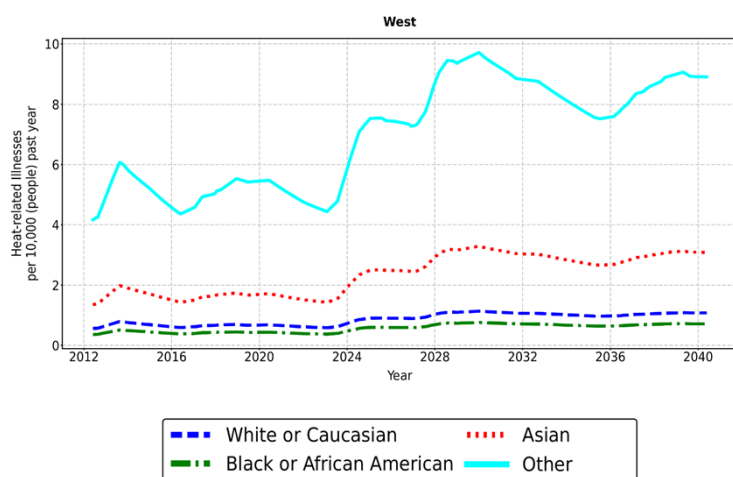 West
Heat-related Illnesses
per 10,000 (people) past year
10
8
6
4
2
0
2012 2016 2020 2024 2028 2032 2036 2040
Year
White or Caucasian Asian
Black or African American Other